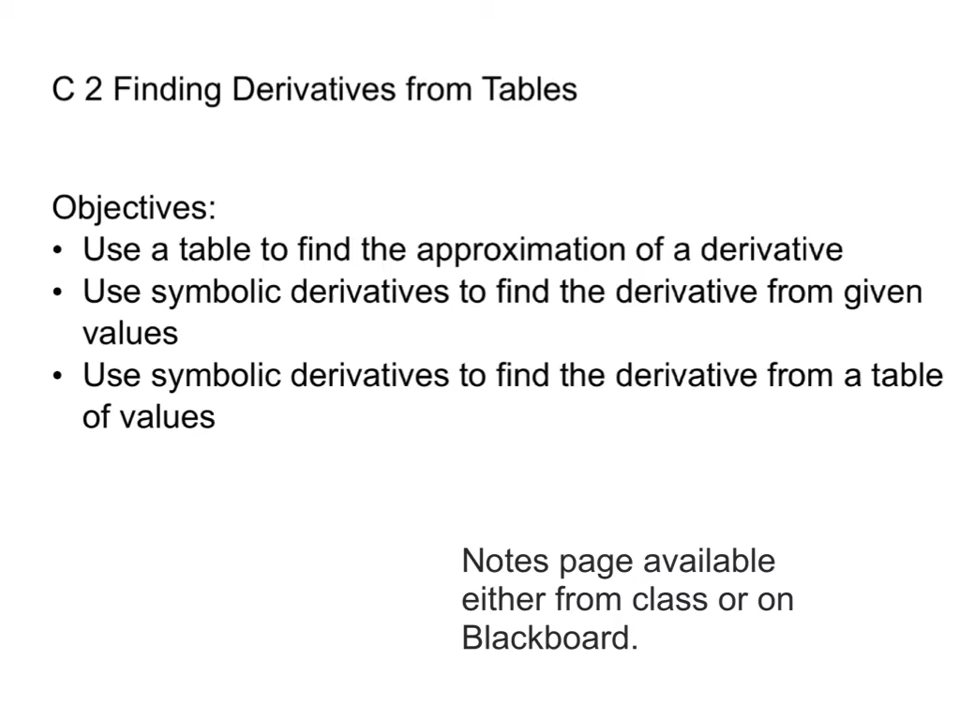 C 2 Finding Derivatives from Tables
Objectives:
• Use a table to find the approximation of a derivative
• Use symbolic derivatives to find the derivative from given
values
• Use symbolic derivatives to find the derivative from a table
of values
Notes page available
either from class or on
Blackboard.